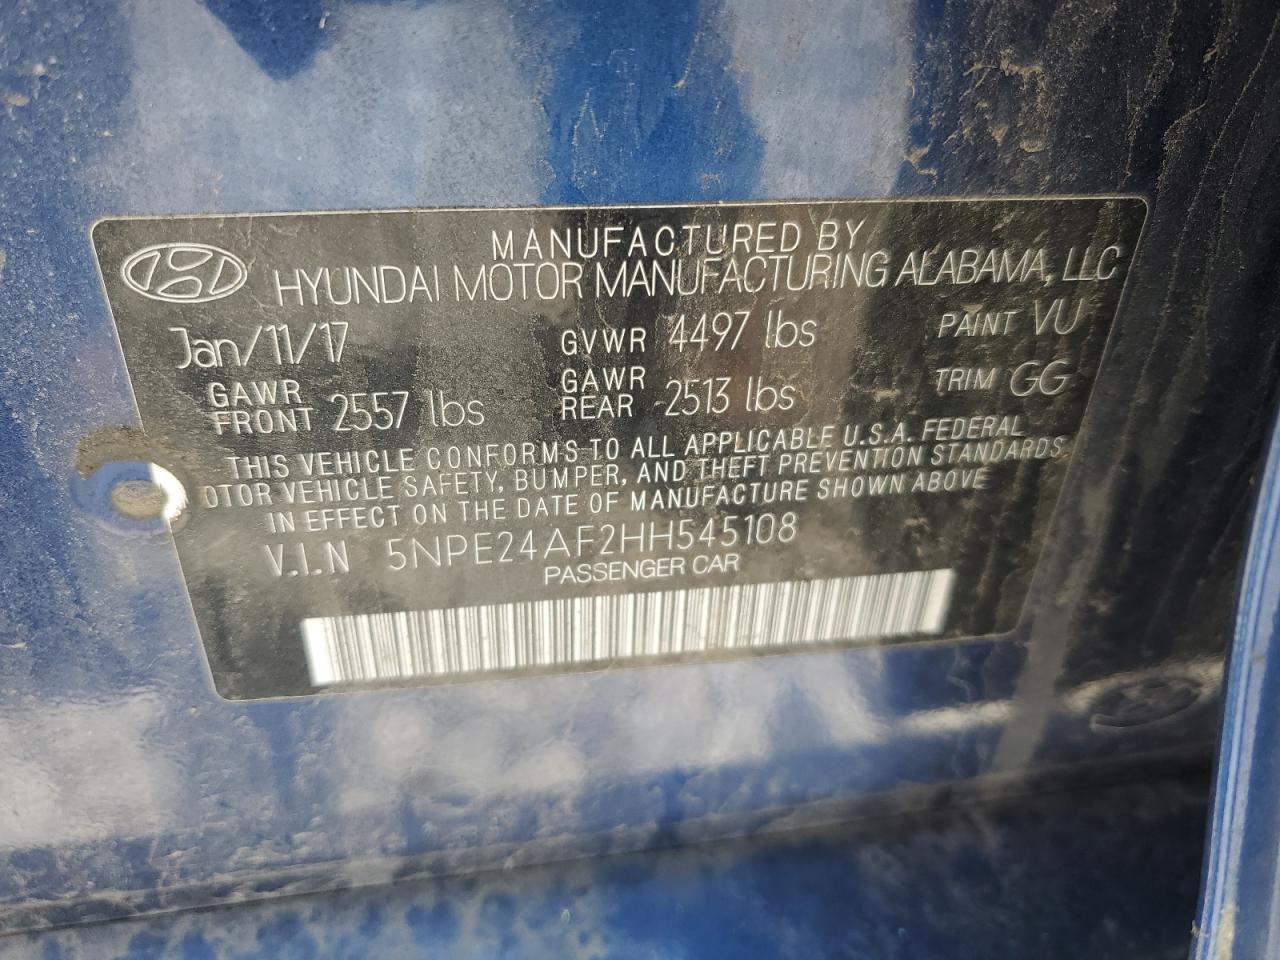 MANUFACTURED BY
HYUNDAI MOTOR MANUFACTURING ALABAMA, LLC
Jan/11/17 GVWR 4497 lbs PAINT VU
GAWR FRONT 2557 lbs GAWR REAR 2513 lbs TRIM GG
THIS VEHICLE CONFORMS TO ALL APPLICABLE U.S.A. FEDERAL
OTOR VEHICLE SAFETY, BUMPER, AND THEFT PREVENTION STANDARDS
IN EFFECT ON THE DATE OF MANUFACTURE SHOWN ABOVE
V.I.N 5NPE24AF2HH545108
PASSENGER CAR